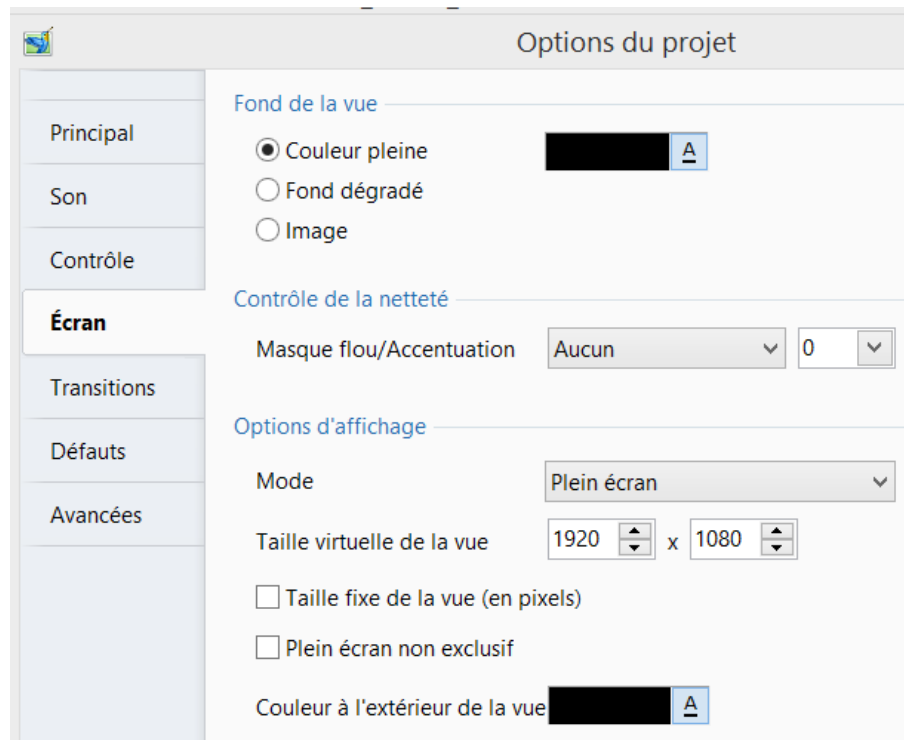 Options du projet
Principal
Son
Contrôle
Écran
Transitions
Défauts
Avancées
Fond de la vue
Couleur pleine A
Fond dégradé
Image
Contrôle de la netteté
Masque flou/Accentuation Aucun 0
Options d'affichage
Mode Plein écran
Taille virtuelle de la vue 1920 x 1080
Taille fixe de la vue (en pixels)
Plein écran non exclusif
Couleur à l'extérieur de la vue A